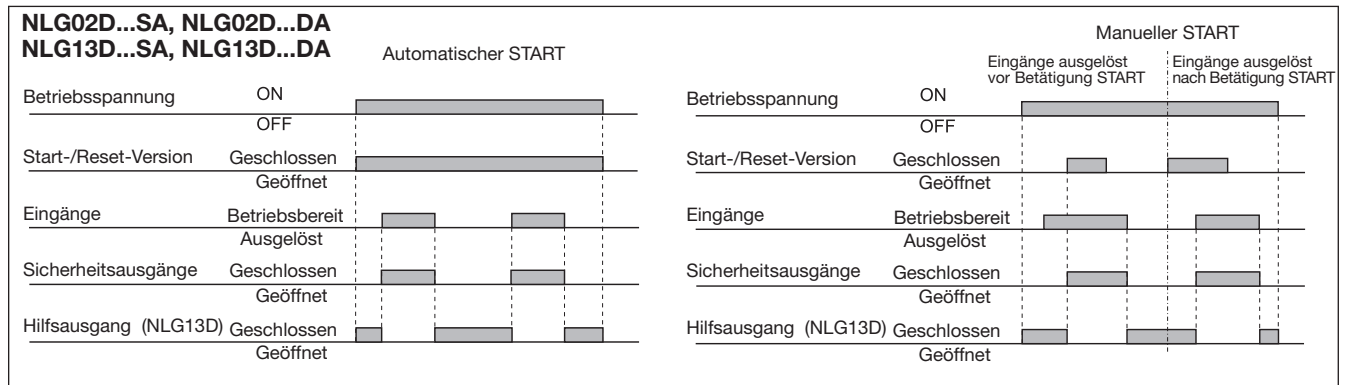 NLG02D...SA, NLG02D...DA
NLG13D...SA, NLG13D...DA
Automatischer START
Betriebsspannung ON
OFF
Start-/Reset-Version Geschlossen
Geöffnet
Eingänge Betriebsbereit
Ausgelöst
Sicherheitsausgänge Geschlossen
Geöffnet
Hilfsausgang (NLG13D) Geschlossen
Geöffnet
Manueller START
Eingänge ausgelöst
vor Betätigung START
Eingänge ausgelöst
nach Betätigung START
Betriebsspannung ON
OFF
Start-/Reset-Version Geschlossen
Geöffnet
Eingänge Betriebsbereit
Ausgelöst
Sicherheitsausgänge Geschlossen
Geöffnet
Hilfsausgang (NLG13D) Geschlossen
Geöffnet